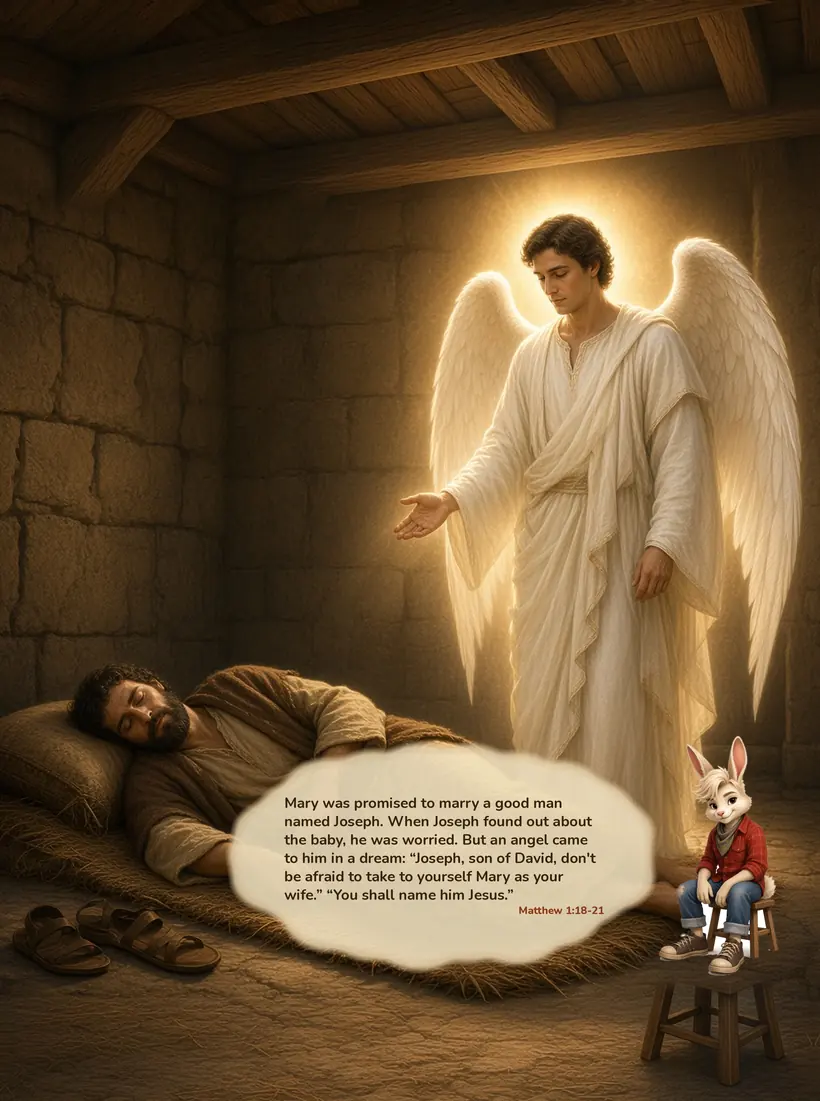 Mary was promised to marry a good man
named Joseph. When Joseph found out about
the baby, he was worried. But an angel came
to him in a dream: “Joseph, son of David, don't
be afraid to take to yourself Mary as your
wife.” “You shall name him Jesus.”
Matthew 1:18-21